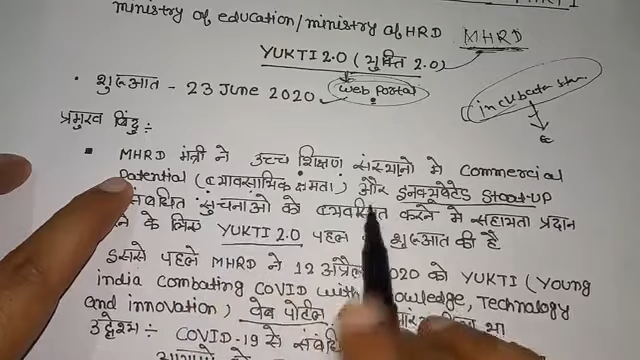 ministry of education/ministry of HRD MHRD
YUKTI 2.0 (युक्ति 2.0)
• शुरूआत - 23 June 2020 web portal
incubate
प्रमुख बिंदु :-
MHRD मंत्री ने उच्च शिक्षण संस्थानो मे commercial
Potential (व्यावसायिक क्षमता) और इनक्यूबेटेड Start-up
संबंधित सुंचनाओ को व्यवस्थित करने मे सहायता प्रदान
के लिए YUKTI 2.0 पहल की शुरूआत की है
इससे पहले MHRD ने 12 अप्रैल 2020 को YUKTI (Young
india combating COVID with knowledge, Technology
and innovation) वेब पोर्टल था
उद्देश्य :- COVID-19 से संबंधित